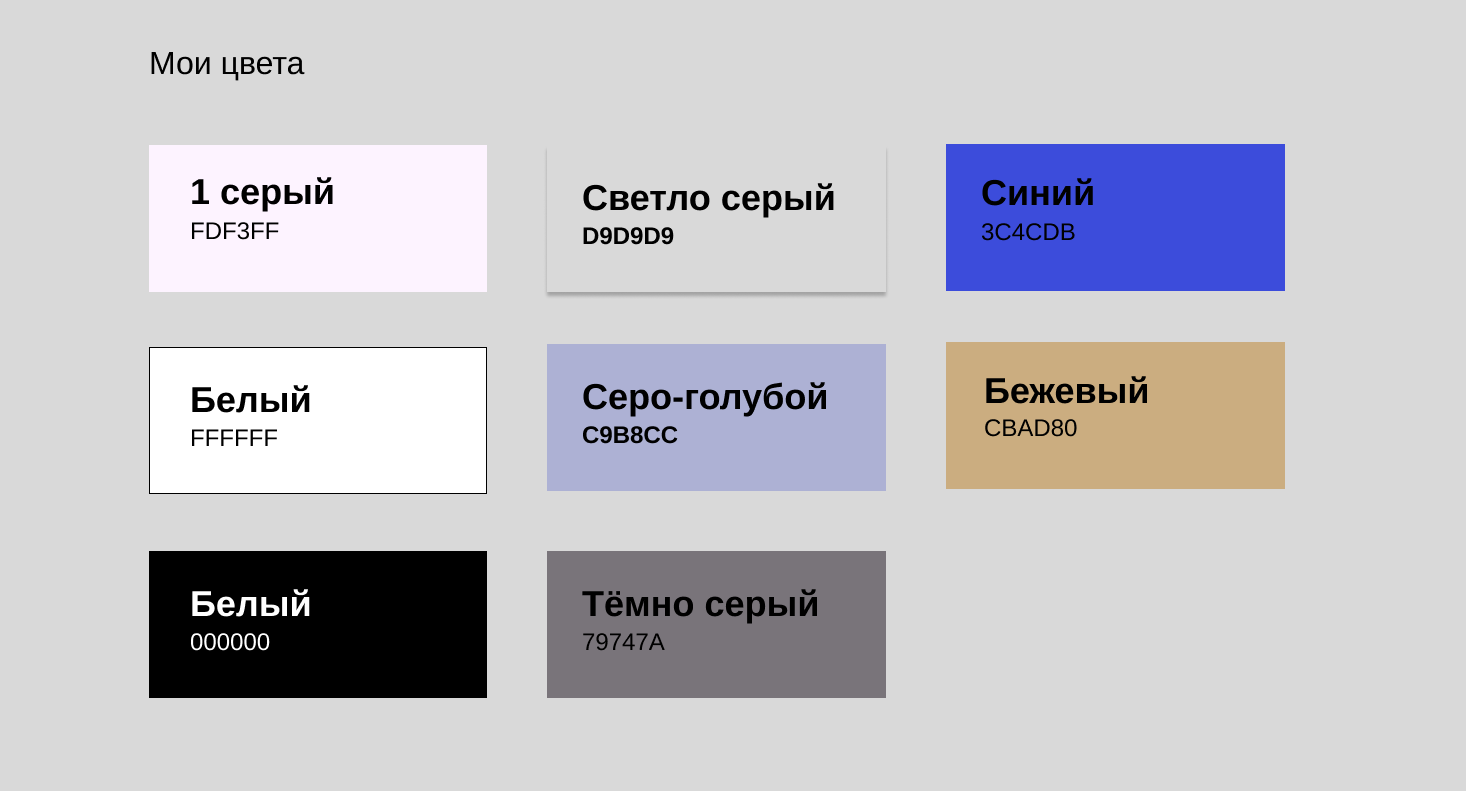 Мои цвета
1 серый
FDF3FF
Светло серый
D9D9D9
Синий
3C4CDB
Белый
FFFFFF
Серо-голубой
C9B8CC
Бежевый
CBAD80
Белый
000000
Тёмно серый
79747A